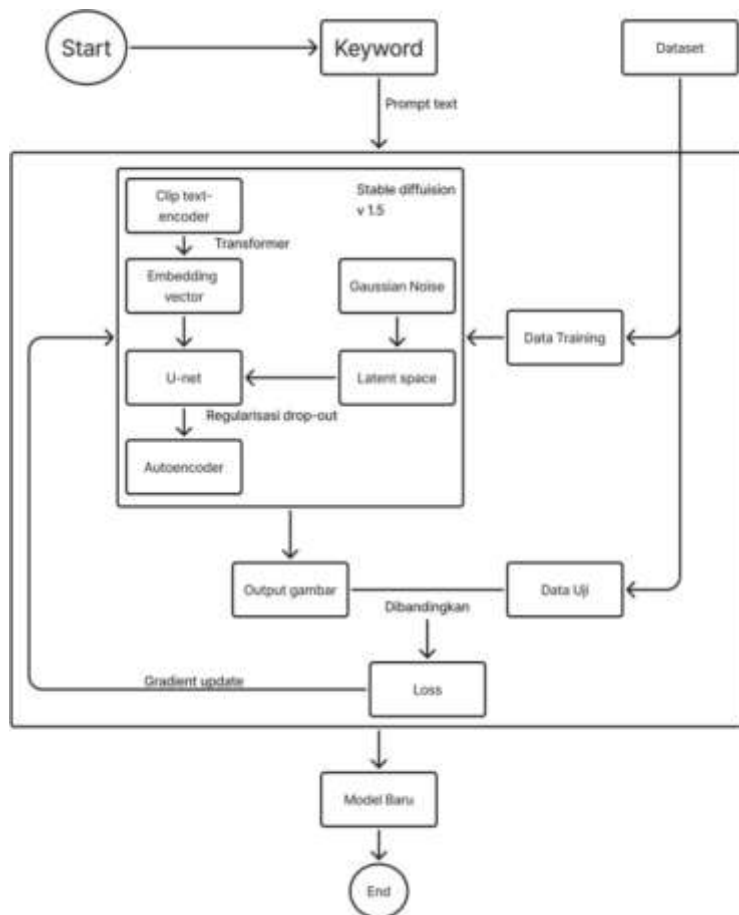 Start
Keyword
Dataset
Prompt text
Clip text-
encoder
Stable diffuision
v 1.5
Transformer
Embedding
vector
Gaussian Noise
Data Training
U-net
Latent space
Regularisasi drop-out
Autoencoder
Output gambar
Data Uji
Dibandingkan
Gradient update
Loss
Model Baru
End